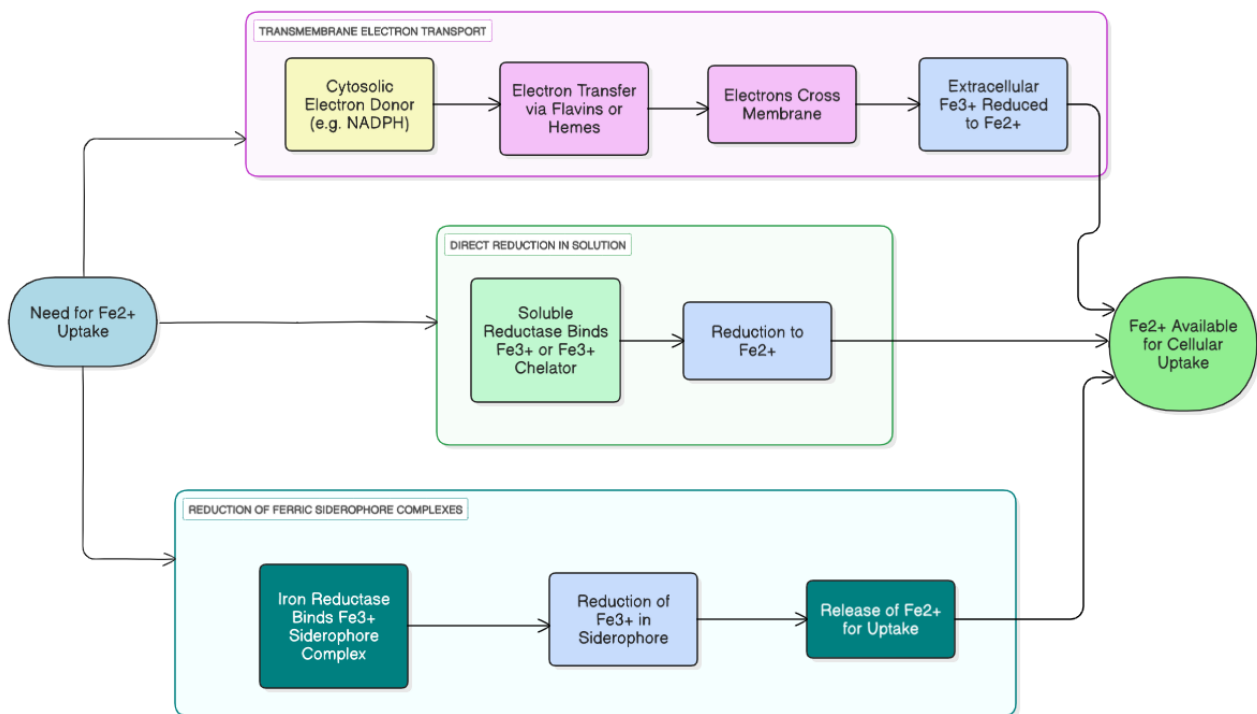 TRANSMEMBRANE ELECTRON TRANSPORT
Cytosolic
Electron Donor
(e.g. NADPH)
Electron Transfer
via Flavins or
Hemes
Electrons Cross
Membrane
Extracellular
Fe3+ Reduced
to Fe2+
DIRECT REDUCTION IN SOLUTION
Need for Fe2+
Uptake
Soluble
Reductase Binds
Fe3+ or Fe3+
Chelator
Reduction to
Fe2+
Fe2+ Available
for Cellular
Uptake
REDUCTION OF FERRIC SIDEROPHORE COMPLEXES
Iron Reductase
Binds Fe3+
Siderophore
Complex
Reduction of
Fe3+ in
Siderophore
Release of Fe2+
for Uptake